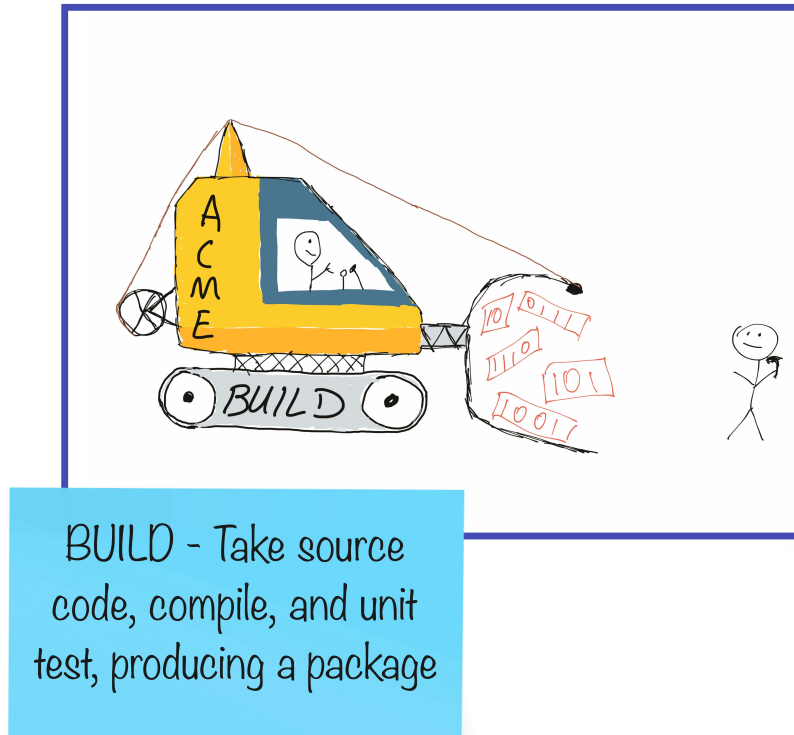 A
C
M
E
BUILD
10
0111
1110
101
1001
BUILD - Take source
code, compile, and unit
test, producing a package